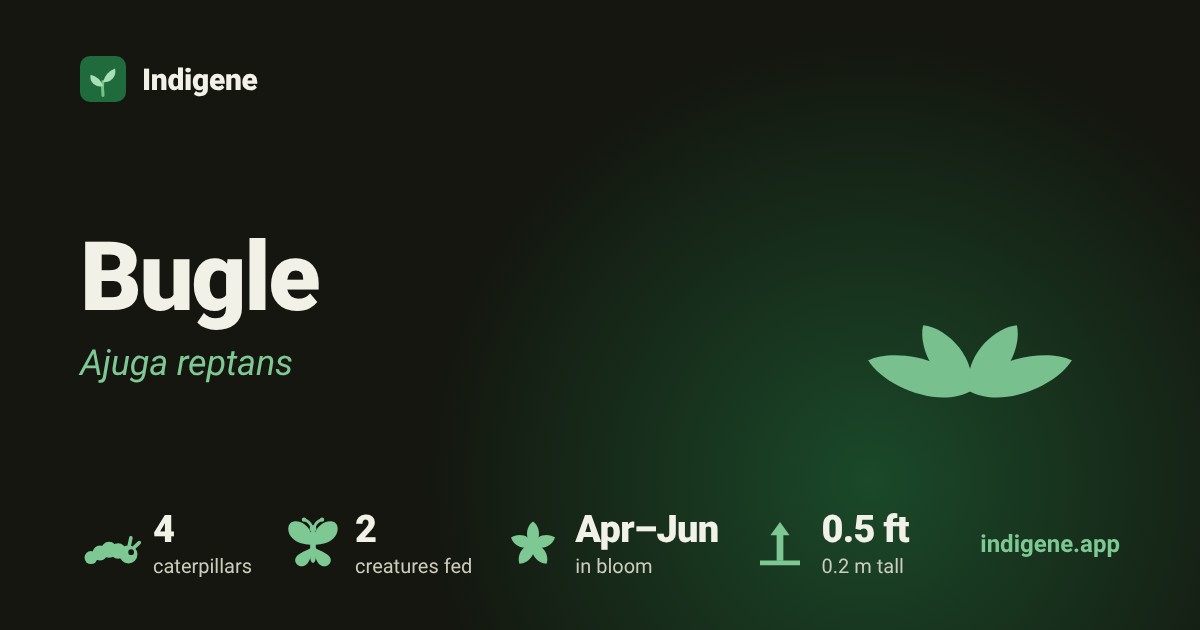 Indigene
Bugle
Ajuga reptans
4
caterpillars
2
creatures fed
Apr–Jun
in bloom
0.5 ft
0.2 m tall
indigene.app